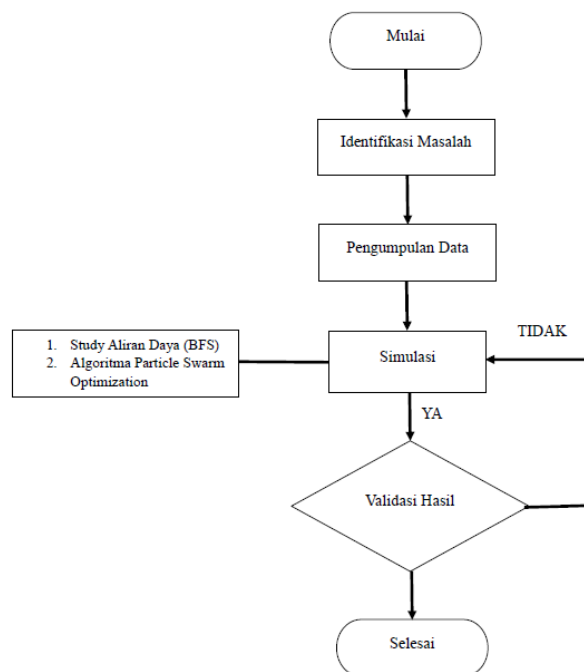 Mulai
Identifikasi Masalah
Pengumpulan Data
1. Study Aliran Daya (BFS)
2. Algoritma Particle Swarm
Optimization
Simulasi
TIDAK
YA
Validasi Hasil
Selesai